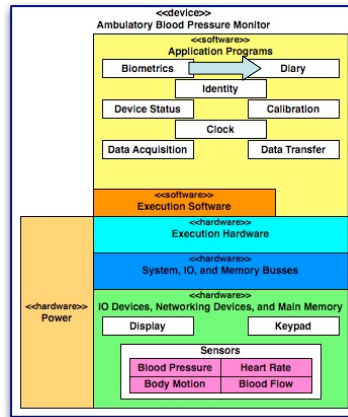 <<device>>
Ambulatory Blood Pressure Monitor
<<software>>
Application Programs
Biometrics
Diary
Identity
Device Status
Calibration
Clock
Data Acquisition
Data Transfer
<<software>>
Execution Software
<<hardware>>
Execution Hardware
<<hardware>>
System, IO, and Memory Busses
<<hardware>>
Power
<<hardware>>
IO Devices, Networking Devices, and Main Memory
Display
Keypad
Sensors
Blood Pressure
Heart Rate
Body Motion
Blood Flow